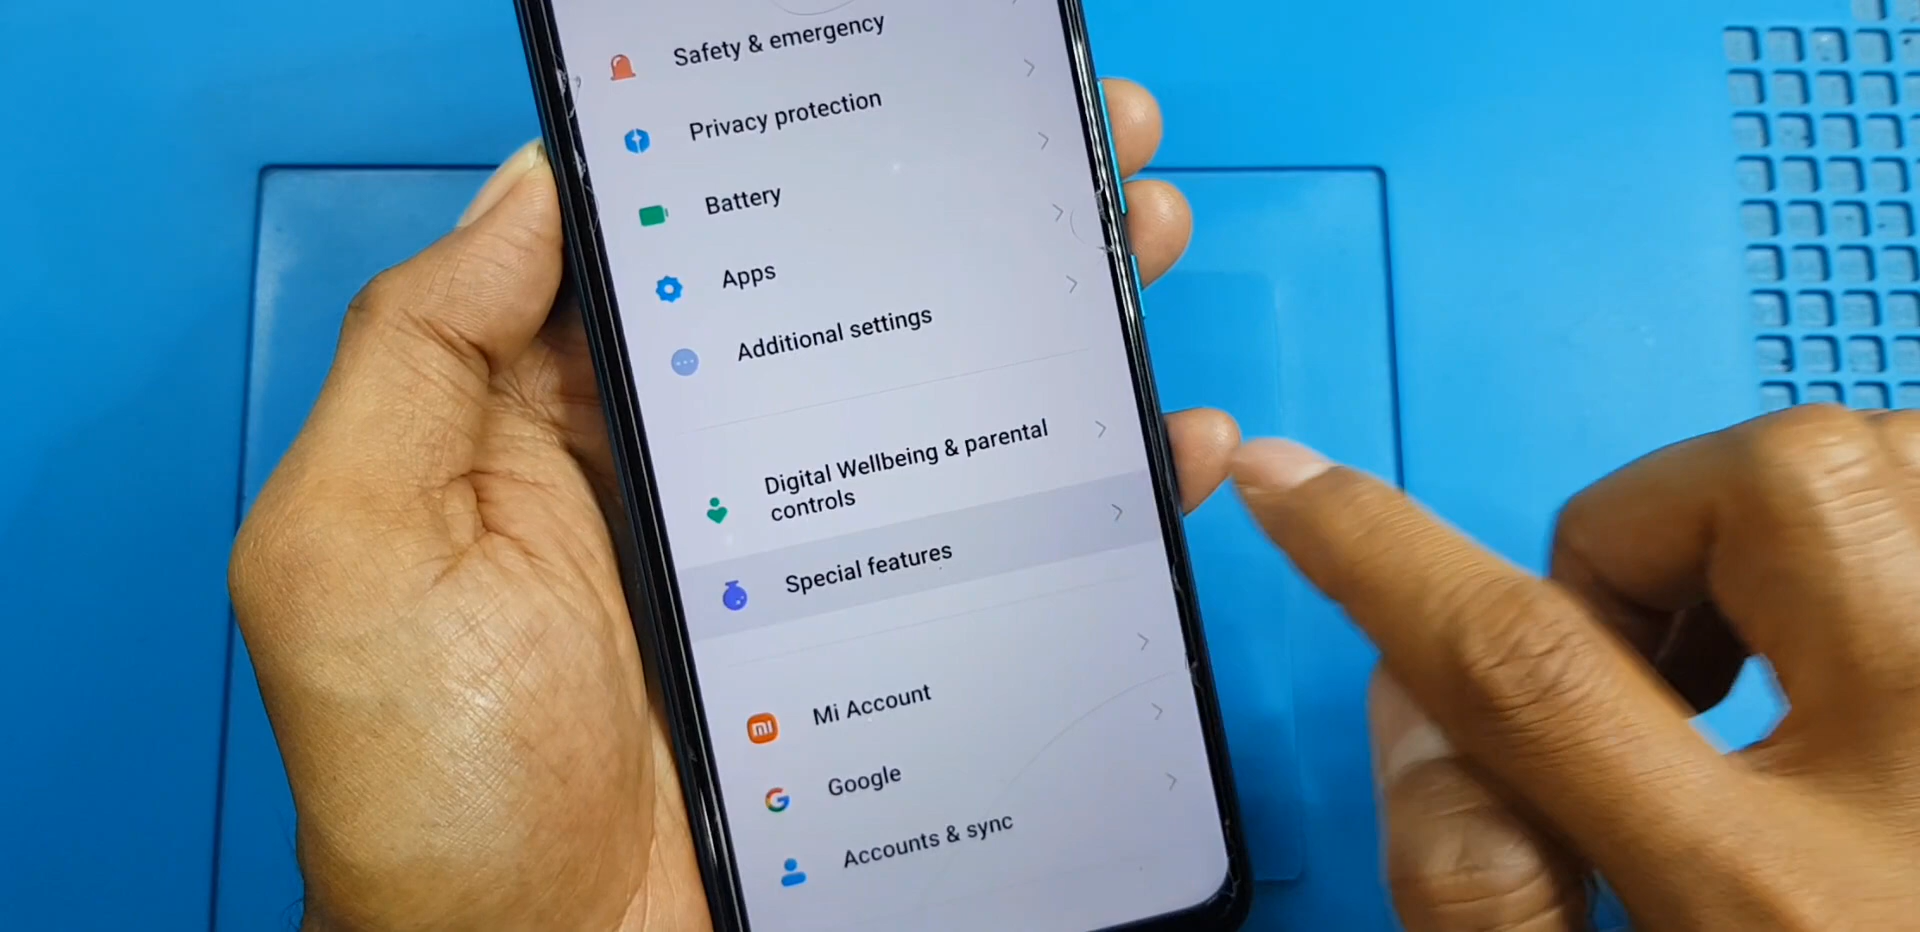 Safety & emergency
Privacy protection
Battery
Apps
Additional settings
Digital Wellbeing & parental
controls
Special features
mi
Mi Account
G
Google
Accounts & sync